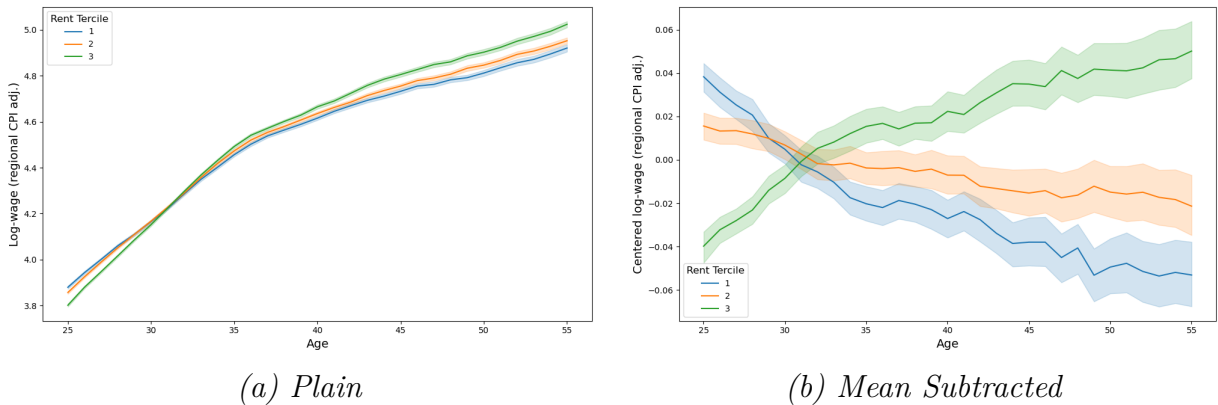 Rent Tercile
1
2
3
Log-wage (regional CPI adj.)
5.0
4.8
4.6
4.4
4.2
4.0
3.8
25 30 35 40 45 50 55
Age
(a) Plain
Rent Tercile
1
2
3
Centered log-wage (regional CPI adj.)
0.06
0.04
0.02
0.00
−0.02
−0.04
−0.06
25 30 35 40 45 50 55
Age
(b) Mean Subtracted